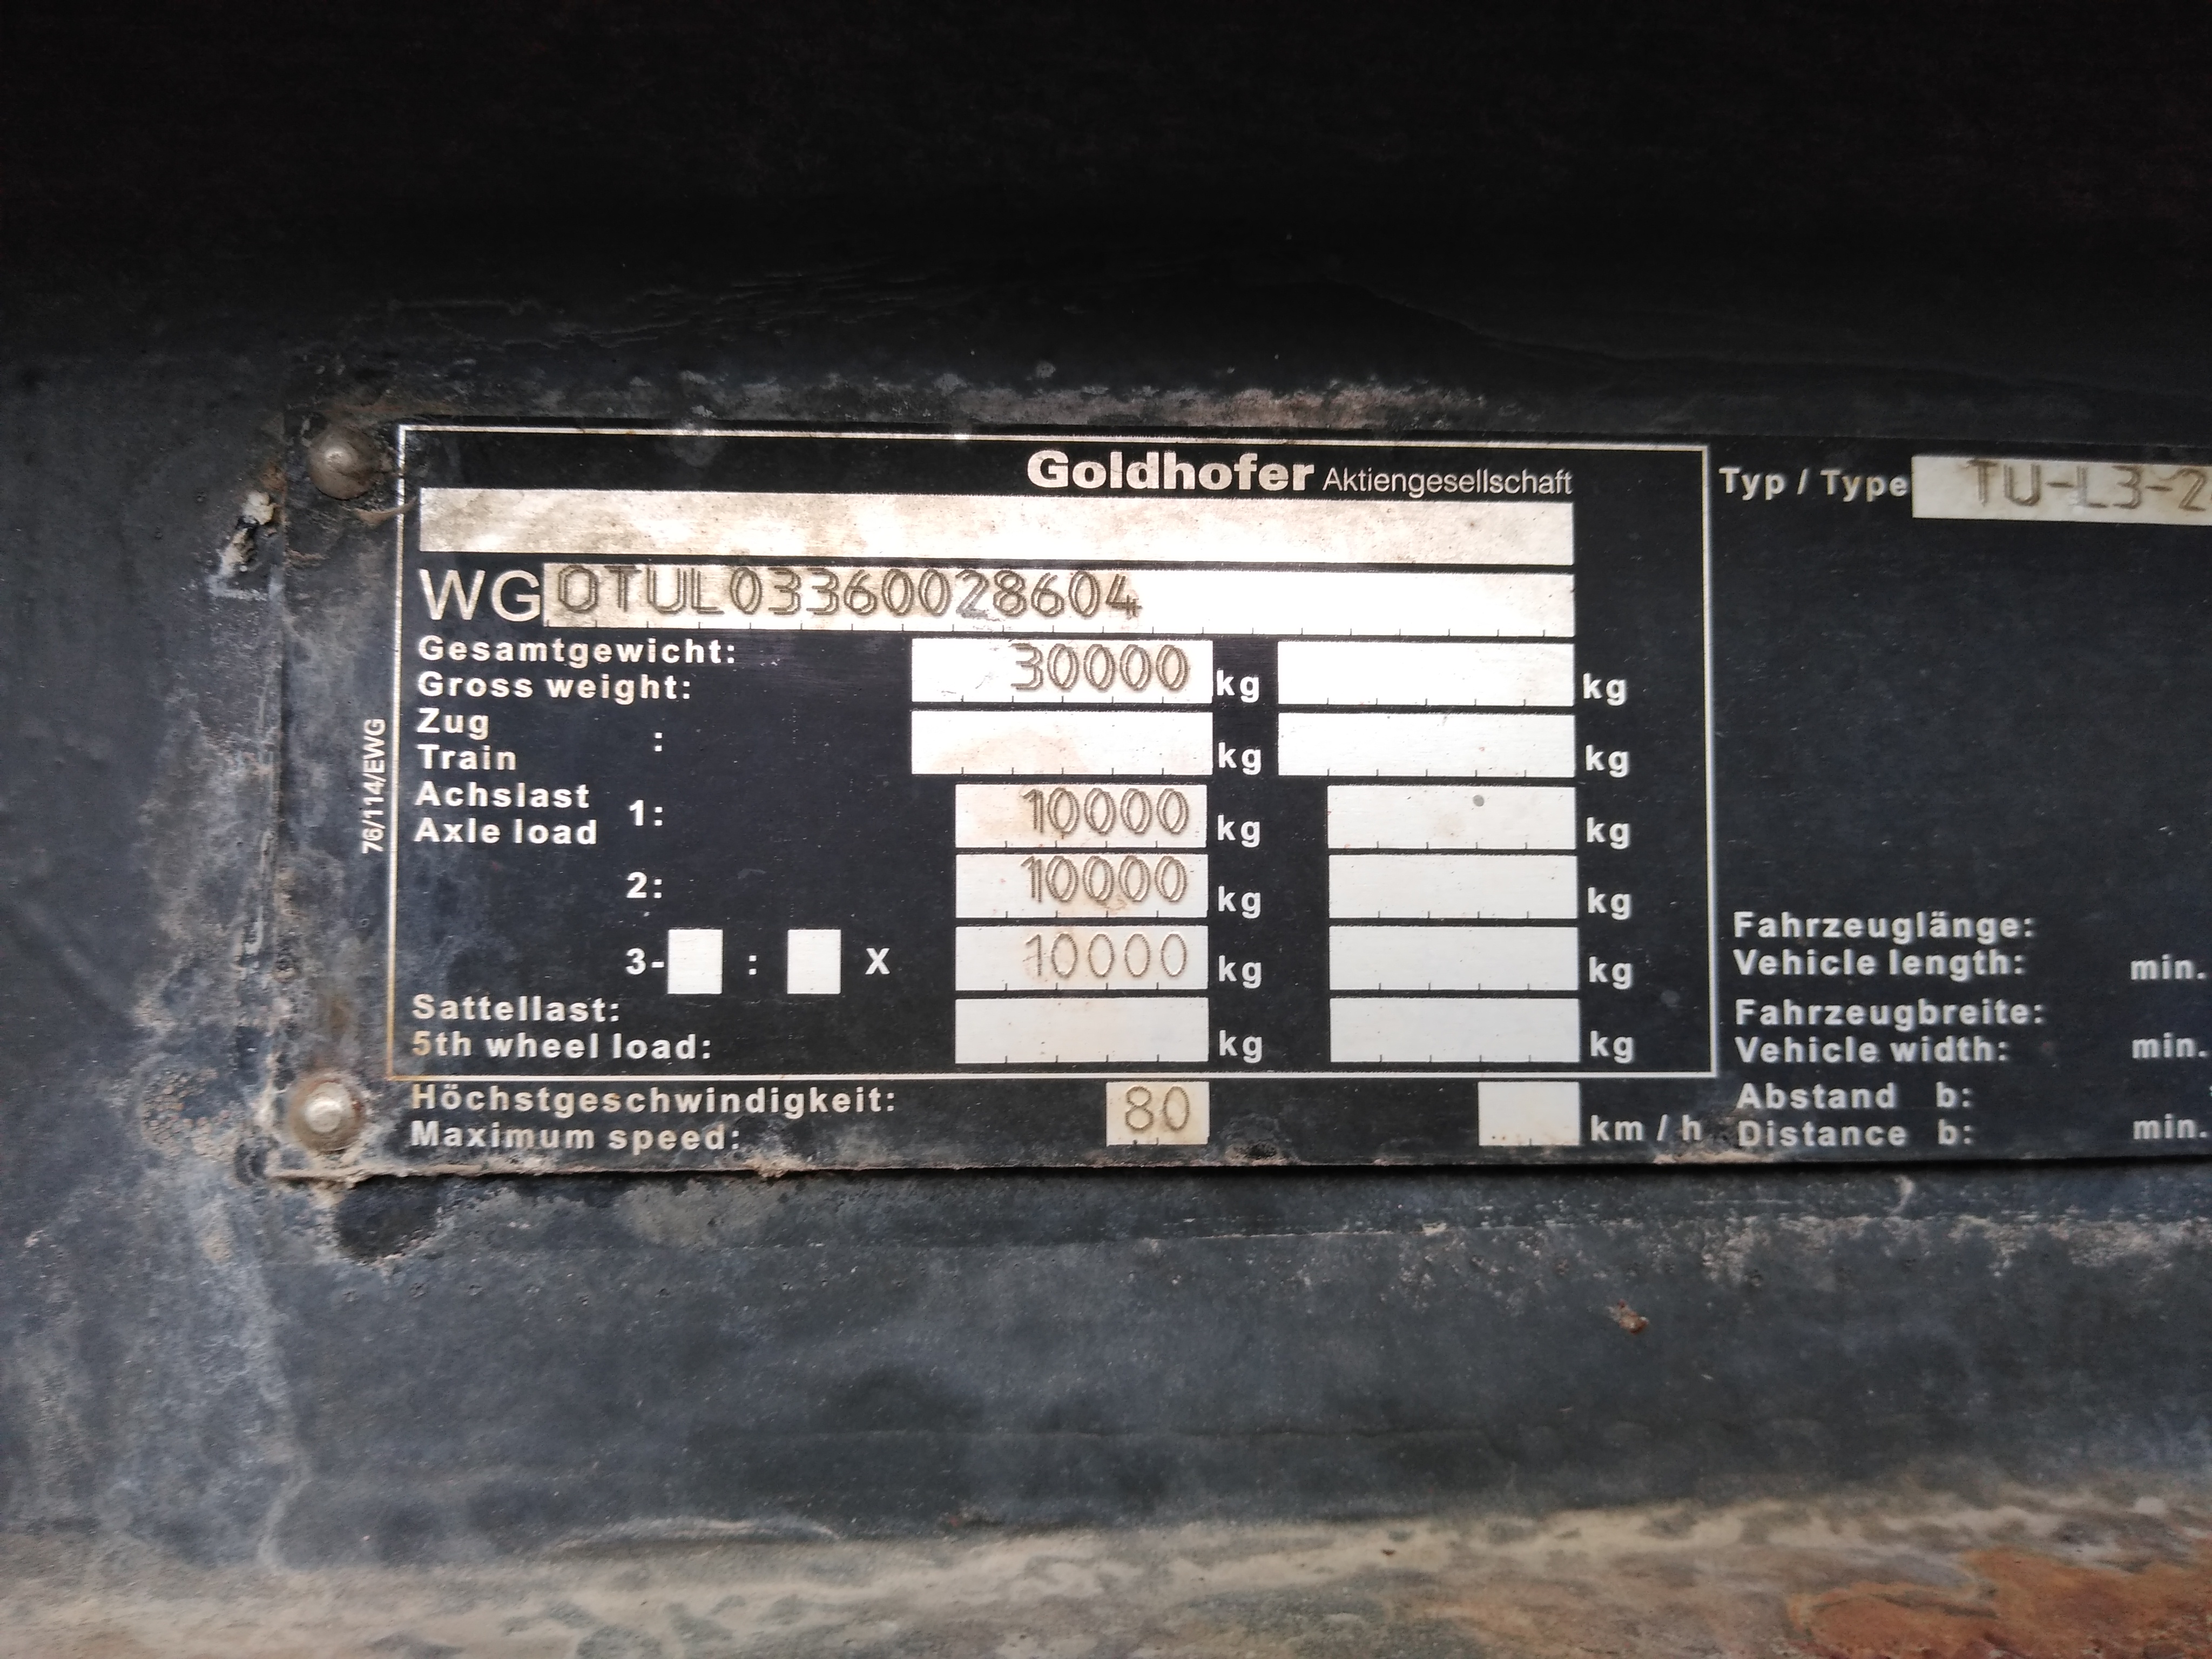 Goldhofer Aktiengesellschaft
WG0TUL03360028604
Gesamtgewicht:
Gross weight: 30000 kg kg
Zug
Train : kg kg
Achslast
Axle load 1: 10000 kg kg
2: 10000 kg kg
3- : X 10000 kg kg
Sattellast:
5th wheel load: kg kg
Höchstgeschwindigkeit:
Maximum speed: 80 km/h
76/114/EWG
Typ / Type TU-L3-2
Fahrzeuglänge:
Vehicle length: min.
Fahrzeugbreite:
Vehicle width: min.
Abstand b:
Distance b: min.